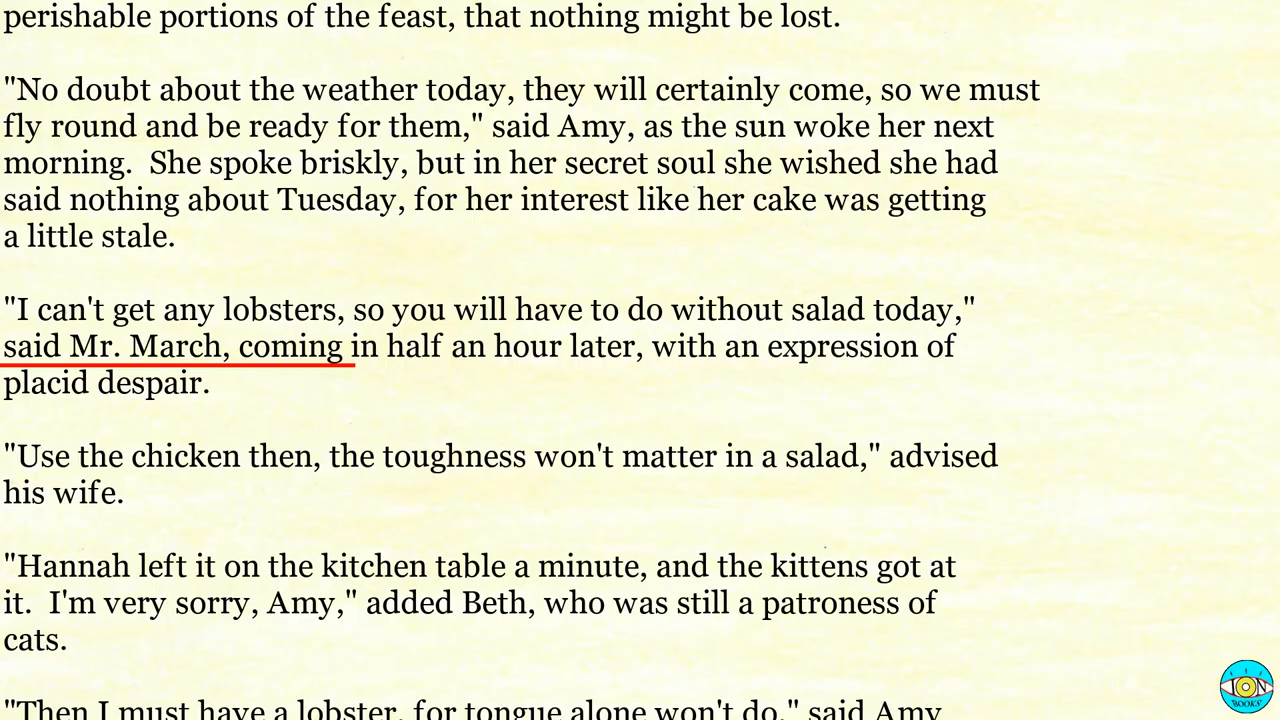 perishable portions of the feast, that nothing might be lost.
"No doubt about the weather today, they will certainly come, so we must
fly round and be ready for them," said Amy, as the sun woke her next
morning.  She spoke briskly, but in her secret soul she wished she had
said nothing about Tuesday, for her interest like her cake was getting
a little stale.
"I can't get any lobsters, so you will have to do without salad today,"
said Mr. March, coming in half an hour later, with an expression of
placid despair.
"Use the chicken then, the toughness won't matter in a salad," advised
his wife.
"Hannah left it on the kitchen table a minute, and the kittens got at
it.  I'm very sorry, Amy," added Beth, who was still a patroness of
cats.
"Then I must have a lobster, for tongue alone won't do," said Amy
ION
BOOKS